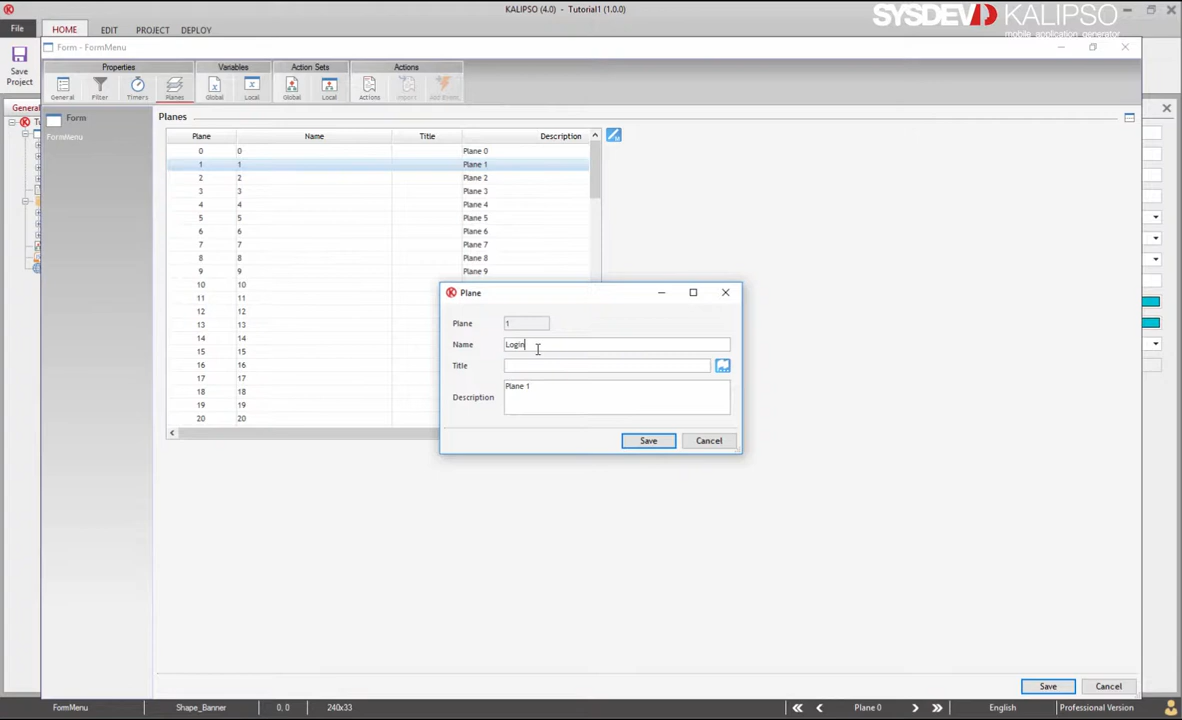 KALIPSO (4.0) - Tutorial1 (1.0.0)
SYSDEV KALIPSO
mobile_application_generator
File HOME EDIT PROJECT DEPLOY
Save
Project
Form - FormMenu
Properties Variables Action Sets Actions
General Filter Timers Planes Global Local Global Local Actions Import Add Event
General
Form
FormMenu
Planes
Plane Name Title Description
0 0 Plane 0
1 1 Plane 1
2 2 Plane 2
3 3 Plane 3
4 4 Plane 4
5 5 Plane 5
6 6 Plane 6
7 7 Plane 7
8 8 Plane 8
9 9 Plane 9
10 10
11 11
12 12
13 13
14 14
15 15
16 16
17 17
18 18
19 19
20 20
Plane
Plane 1
Name Login
Title
Description Plane 1
Save Cancel
Save Cancel
FormMenu Shape_Banner 0, 0 240x33 Plane 0 English Professional Version